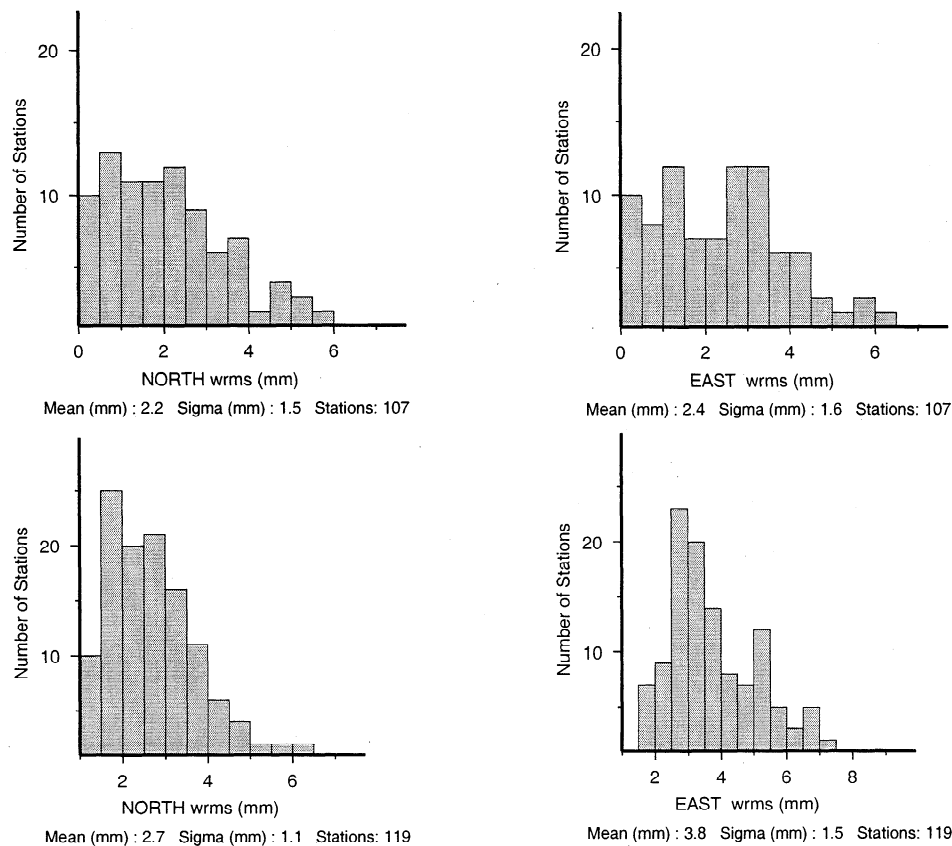 20
10
Number of Stations
0 2 4 6
NORTH wrms (mm)
Mean (mm) : 2.2 Sigma (mm) : 1.5 Stations: 107
20
10
Number of Stations
0 2 4 6
EAST wrms (mm)
Mean (mm) : 2.4 Sigma (mm) : 1.6 Stations: 107
20
10
Number of Stations
2 4 6
NORTH wrms (mm)
Mean (mm) : 2.7 Sigma (mm) : 1.1 Stations: 119
20
10
Number of Stations
2 4 6 8
EAST wrms (mm)
Mean (mm) : 3.8 Sigma (mm) : 1.5 Stations: 119